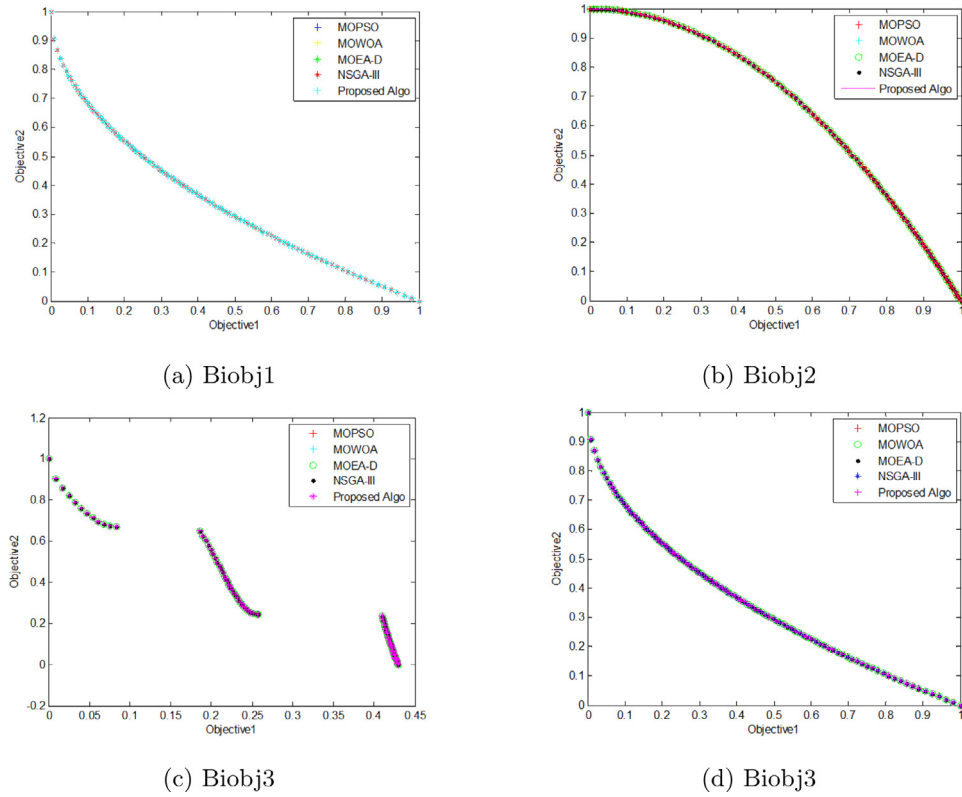 1
0.9
0.8
0.7
0.6
0.5
0.4
0.3
0.2
0.1
0
Objective2
0 0.1 0.2 0.3 0.4 0.5 0.6 0.7 0.8 0.9 1
Objective1
MOPSO
MOWOA
MOEA-D
NSGA-III
Proposed Algo
(a) Biobj1
1
0.9
0.8
0.7
0.6
0.5
0.4
0.3
0.2
0.1
0
Objective2
0 0.1 0.2 0.3 0.4 0.5 0.6 0.7 0.8 0.9 1
Objective1
MOPSO
MOWOA
MOEA-D
NSGA-III
Proposed Algo
(b) Biobj2
1.2
1
0.8
0.6
0.4
0.2
0
-0.2
Objective2
0 0.05 0.1 0.15 0.2 0.25 0.3 0.35 0.4 0.45
Objective1
MOPSO
MOWOA
MOEA-D
NSGA-III
Proposed Algo
(c) Biobj3
1
0.9
0.8
0.7
0.6
0.5
0.4
0.3
0.2
0.1
0
Objective2
0 0.1 0.2 0.3 0.4 0.5 0.6 0.7 0.8 0.9 1
Objective1
MOPSO
MOWOA
MOEA-D
NSGA-III
Proposed Algo
(d) Biobj3